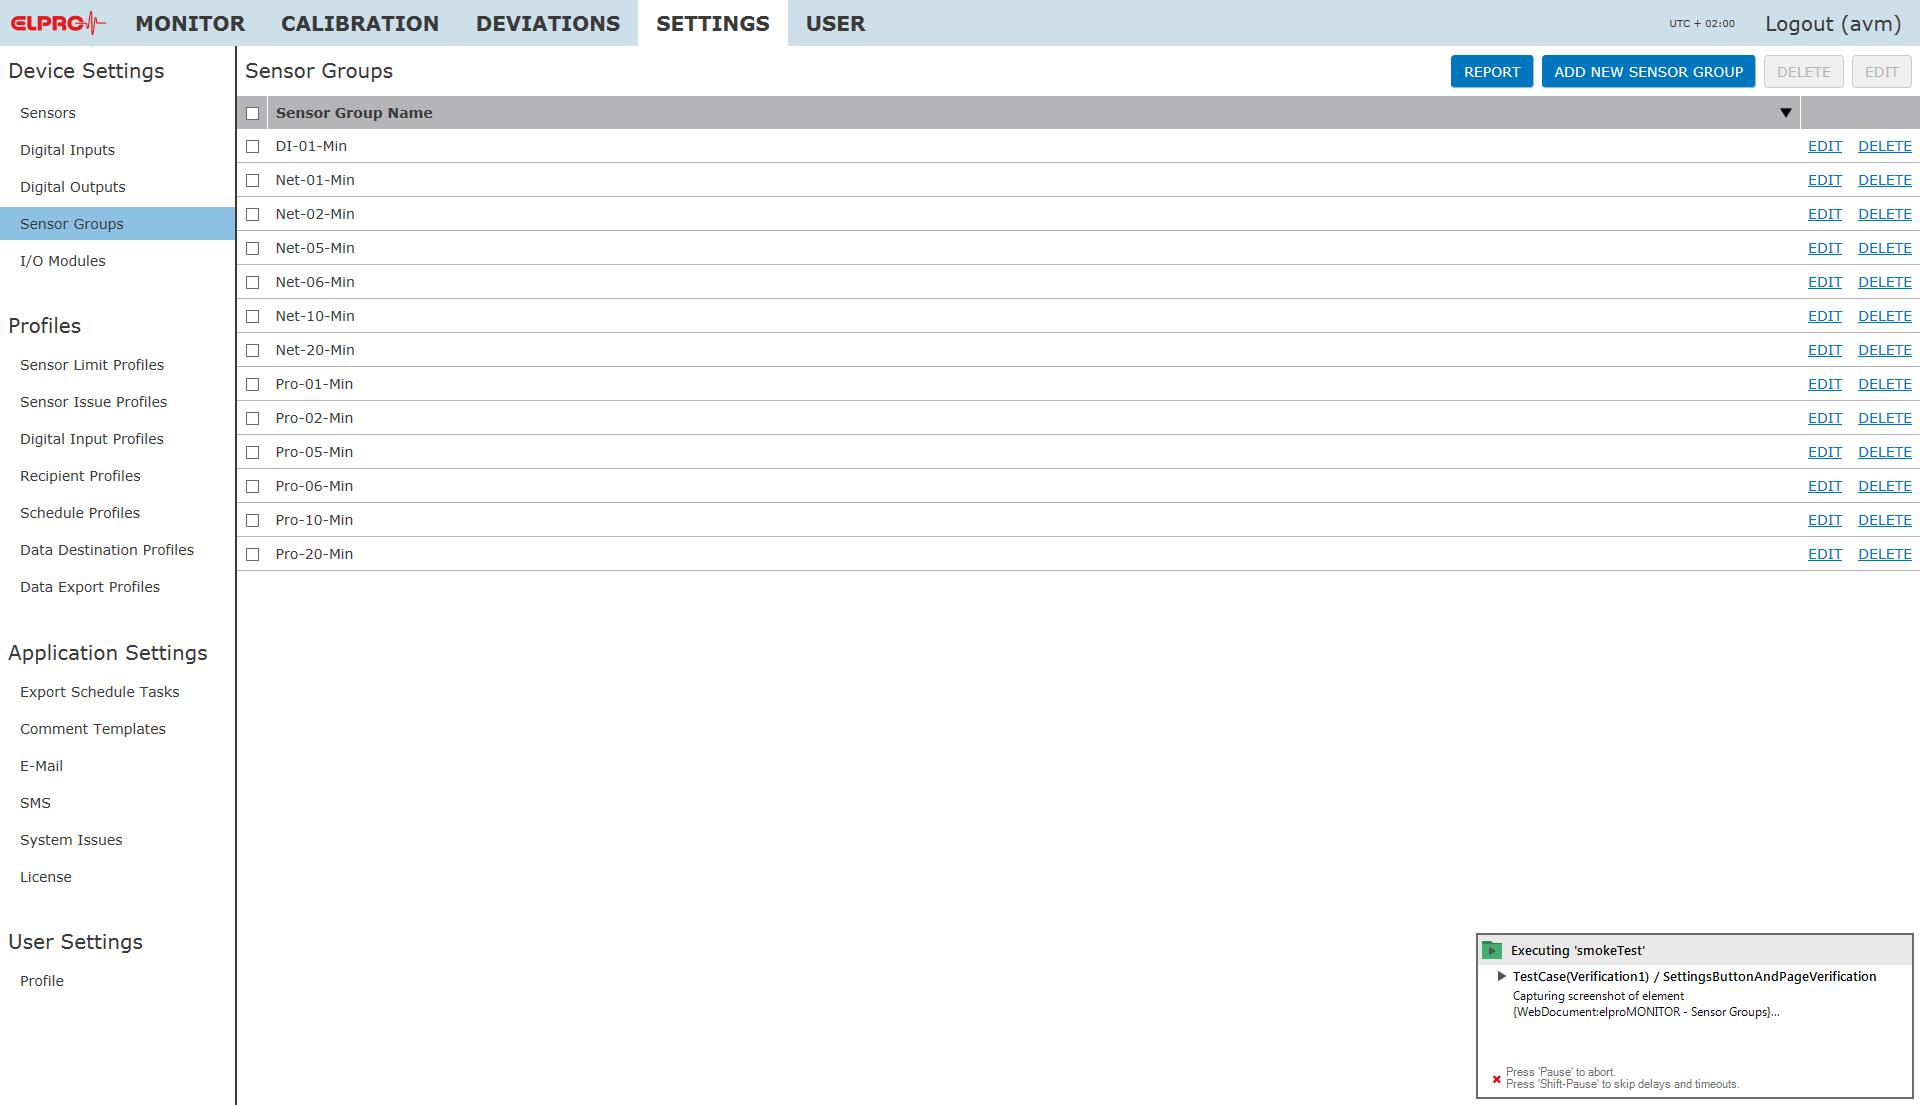 ELPRO MONITOR CALIBRATION DEVIATIONS SETTINGS USER UTC + 02:00 Logout (avm)
Device Settings
Sensors
Digital Inputs
Digital Outputs
Sensor Groups
I/O Modules
Profiles
Sensor Limit Profiles
Sensor Issue Profiles
Digital Input Profiles
Recipient Profiles
Schedule Profiles
Data Destination Profiles
Data Export Profiles
Application Settings
Export Schedule Tasks
Comment Templates
E-Mail
SMS
System Issues
License
User Settings
Profile
Sensor Groups REPORT ADD NEW SENSOR GROUP DELETE EDIT
Sensor Group Name
DI-01-Min EDIT DELETE
Net-01-Min EDIT DELETE
Net-02-Min EDIT DELETE
Net-05-Min EDIT DELETE
Net-06-Min EDIT DELETE
Net-10-Min EDIT DELETE
Net-20-Min EDIT DELETE
Pro-01-Min EDIT DELETE
Pro-02-Min EDIT DELETE
Pro-05-Min EDIT DELETE
Pro-06-Min EDIT DELETE
Pro-10-Min EDIT DELETE
Pro-20-Min EDIT DELETE
Executing 'smokeTest'
TestCase(Verification1) / SettingsButtonAndPageVerification
Capturing screenshot of element
{WebDocument:elproMONITOR - Sensor Groups}...
Press 'Pause' to abort.
Press 'Shift-Pause' to skip delays and timeouts.